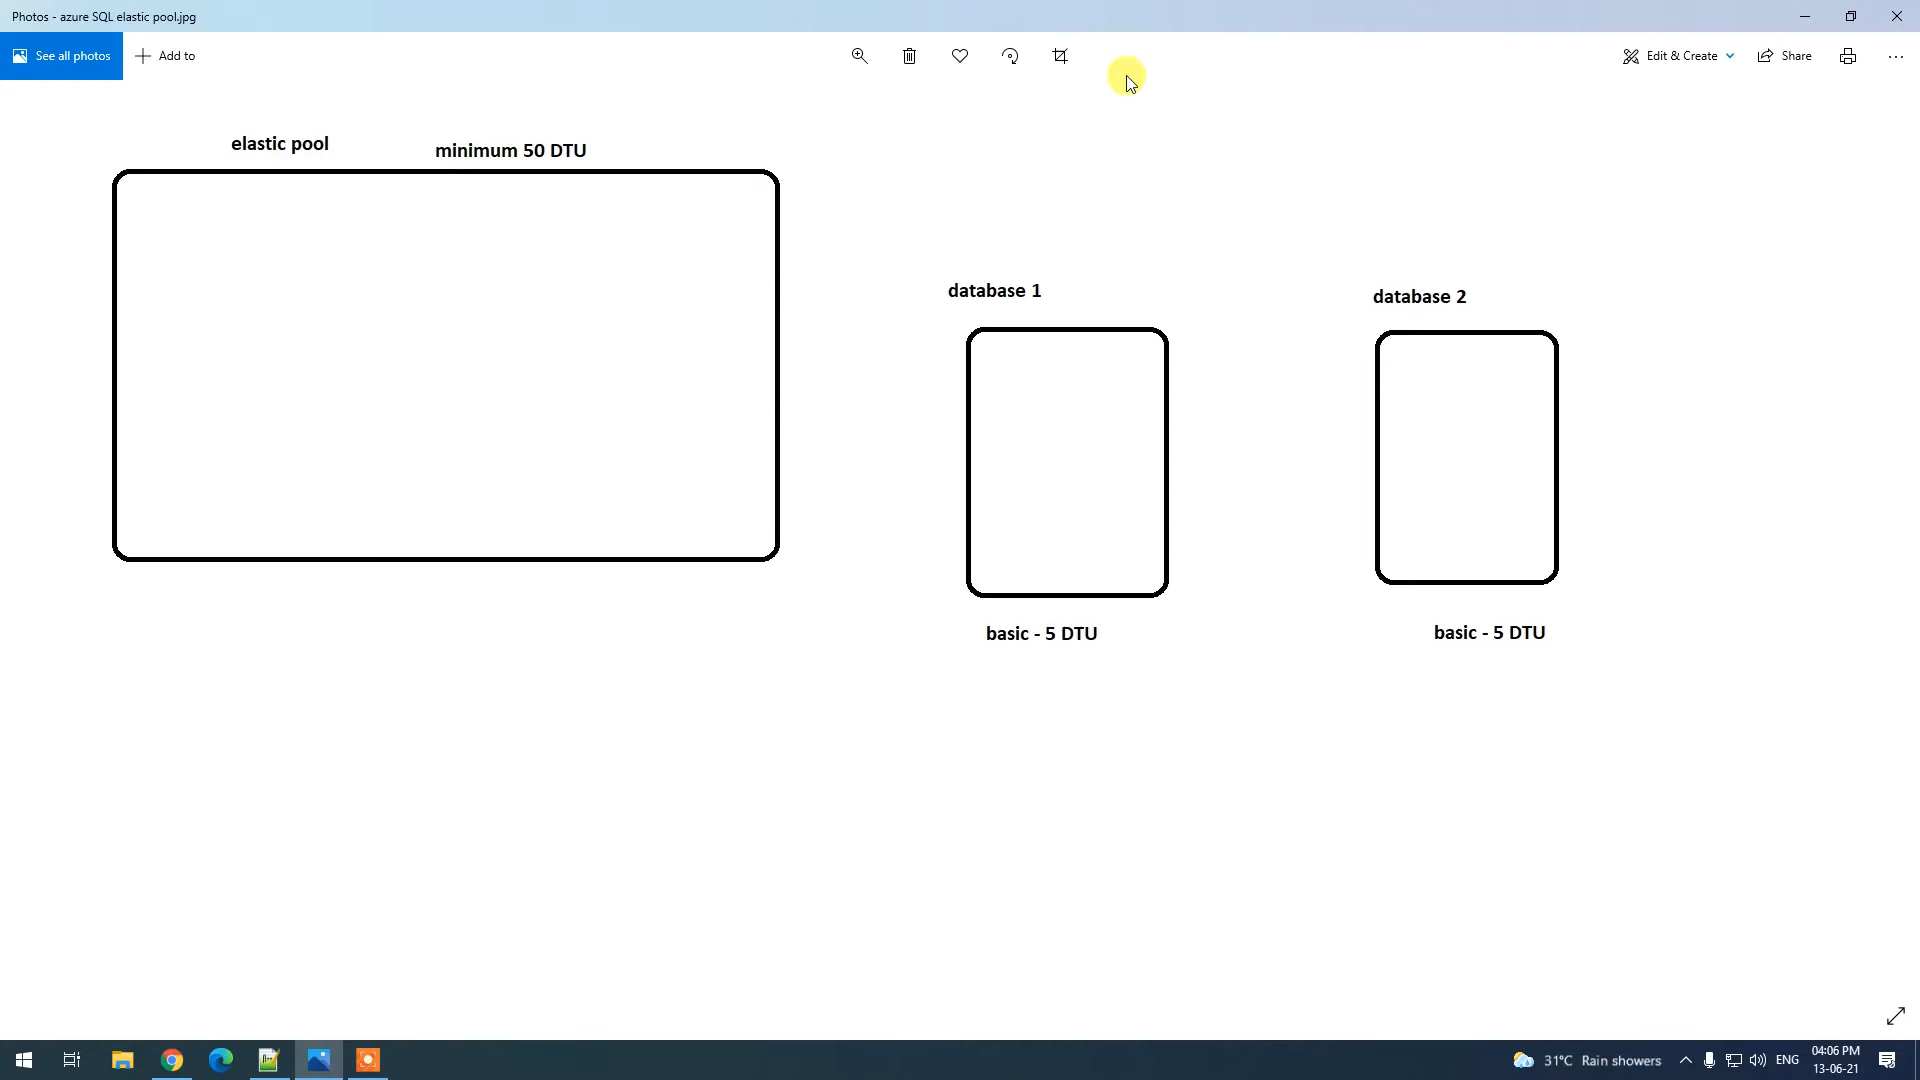 Photos - azure SQL elastic pool.jpg
See all photos
Add to
Edit & Create
Share
elastic pool
minimum 50 DTU
database 1
database 2
basic - 5 DTU
basic - 5 DTU
31°C Rain showers
ENG
04:06 PM
13-06-21